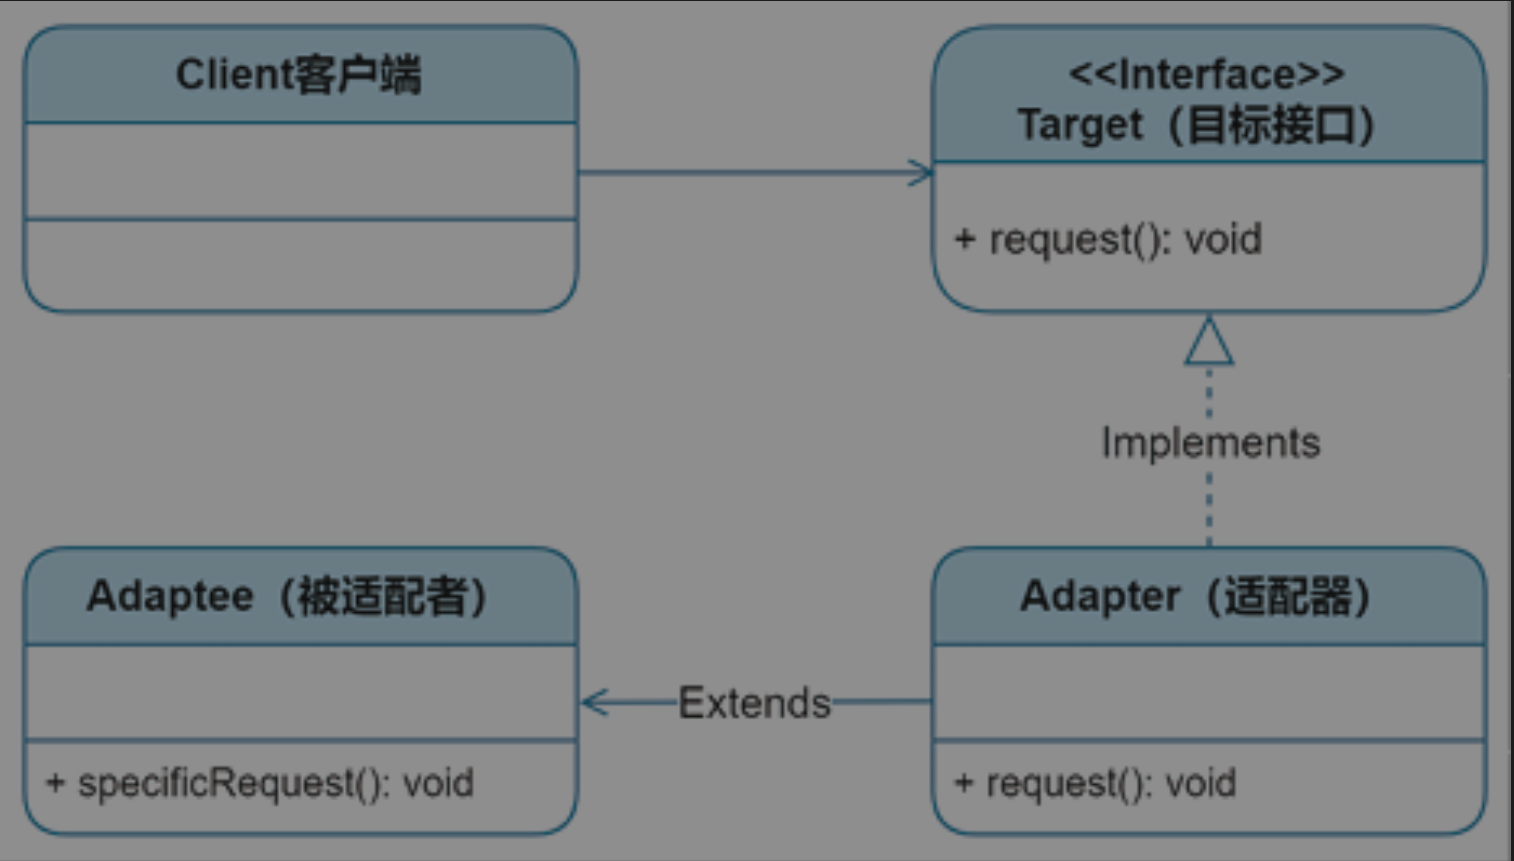 Client客户端
<<Interface>>
Target（目标接口）
+ request(): void
Implements
Adaptee（被适配者）
+ specificRequest(): void
Extends
Adapter（适配器）
+ request(): void